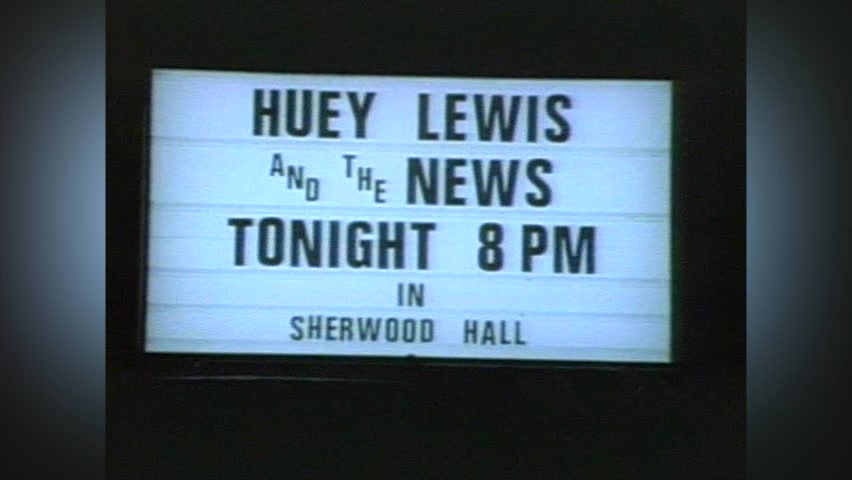 HUEY LEWIS
AND THE NEWS
TONIGHT 8 PM
IN
SHERWOOD HALL